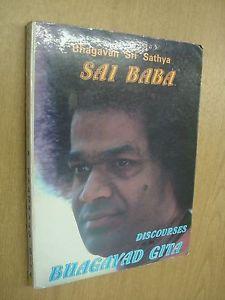 Bhagavan Sri Sathya
SAI BABA
DISCOURSES
BHAGAVAD GITA